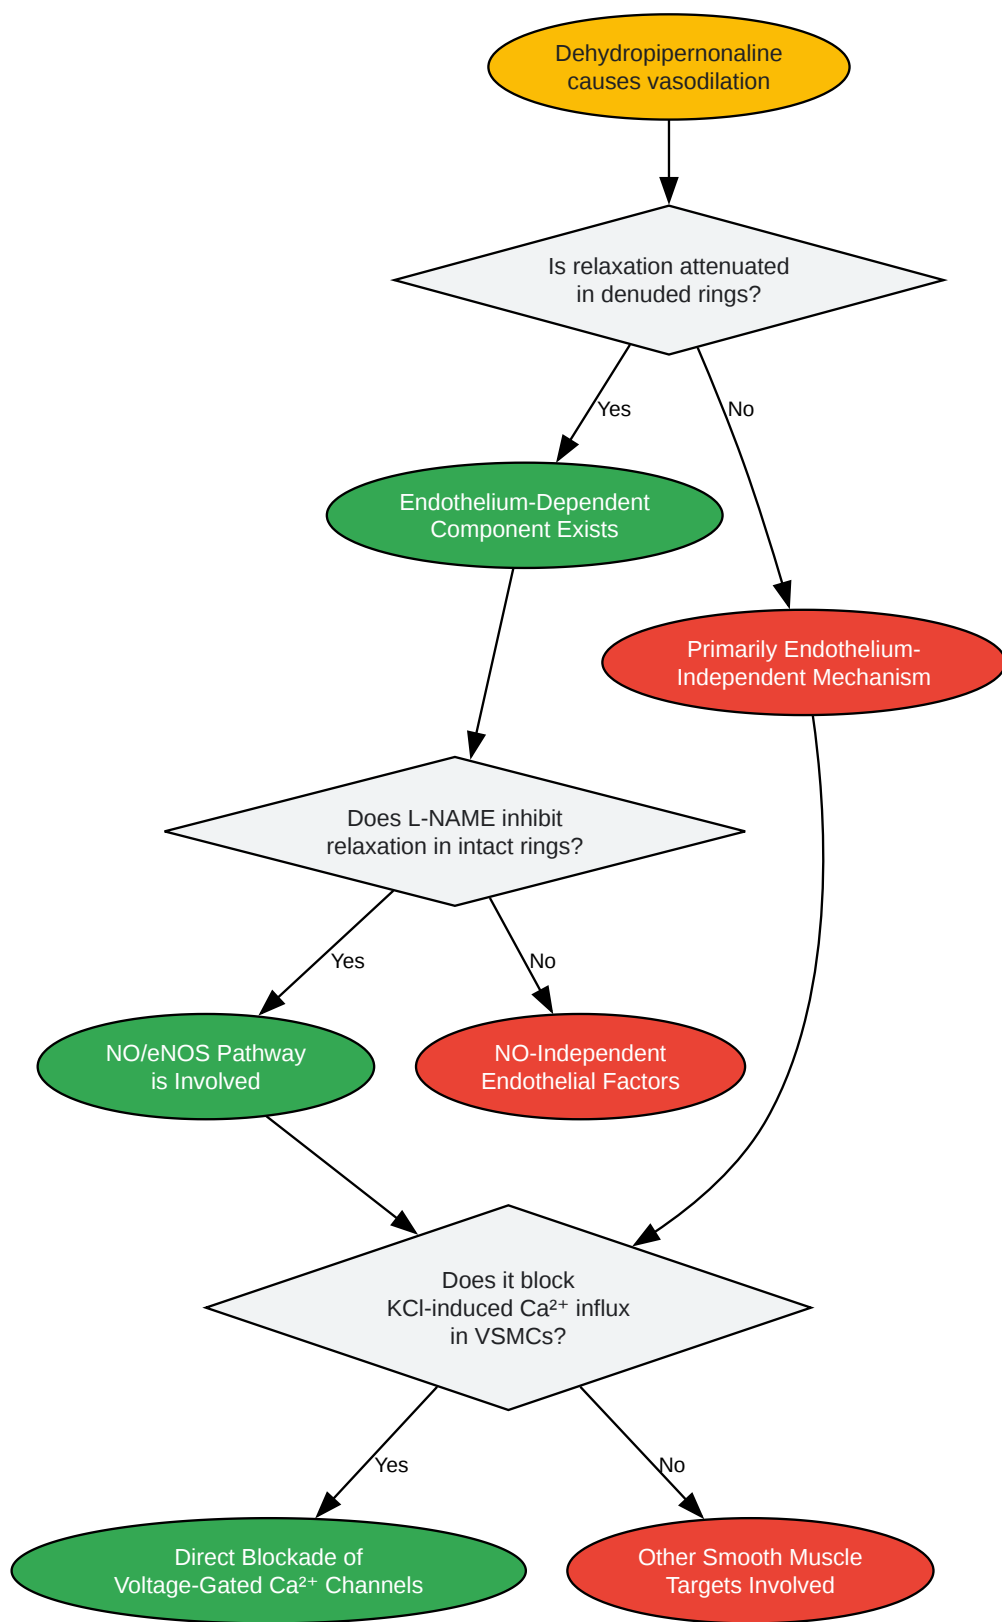 Dehydropipernonaline
causes vasodilation
Is relaxation attenuated
in denuded rings?
Yes
No
Endothelium-Dependent
Component Exists
Primarily Endothelium-
Independent Mechanism
Does L-NAME inhibit
relaxation in intact rings?
Yes
No
NO/eNOS Pathway
is Involved
NO-Independent
Endothelial Factors
Does it block
KCl-induced Ca²⁺ influx
in VSMCs?
Yes
No
Direct Blockade of
Voltage-Gated Ca²⁺ Channels
Other Smooth Muscle
Targets Involved